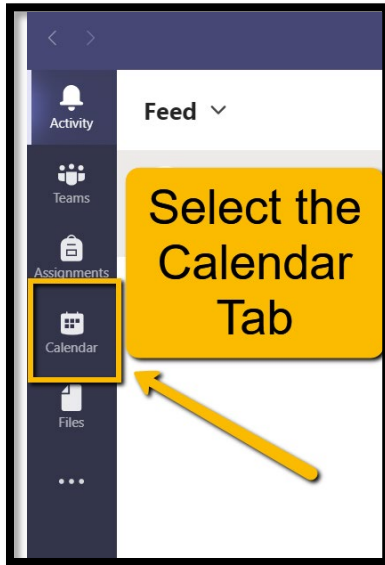 Activity
Feed
Teams
Select the
Calendar
Tab
Assignments
Calendar
Files